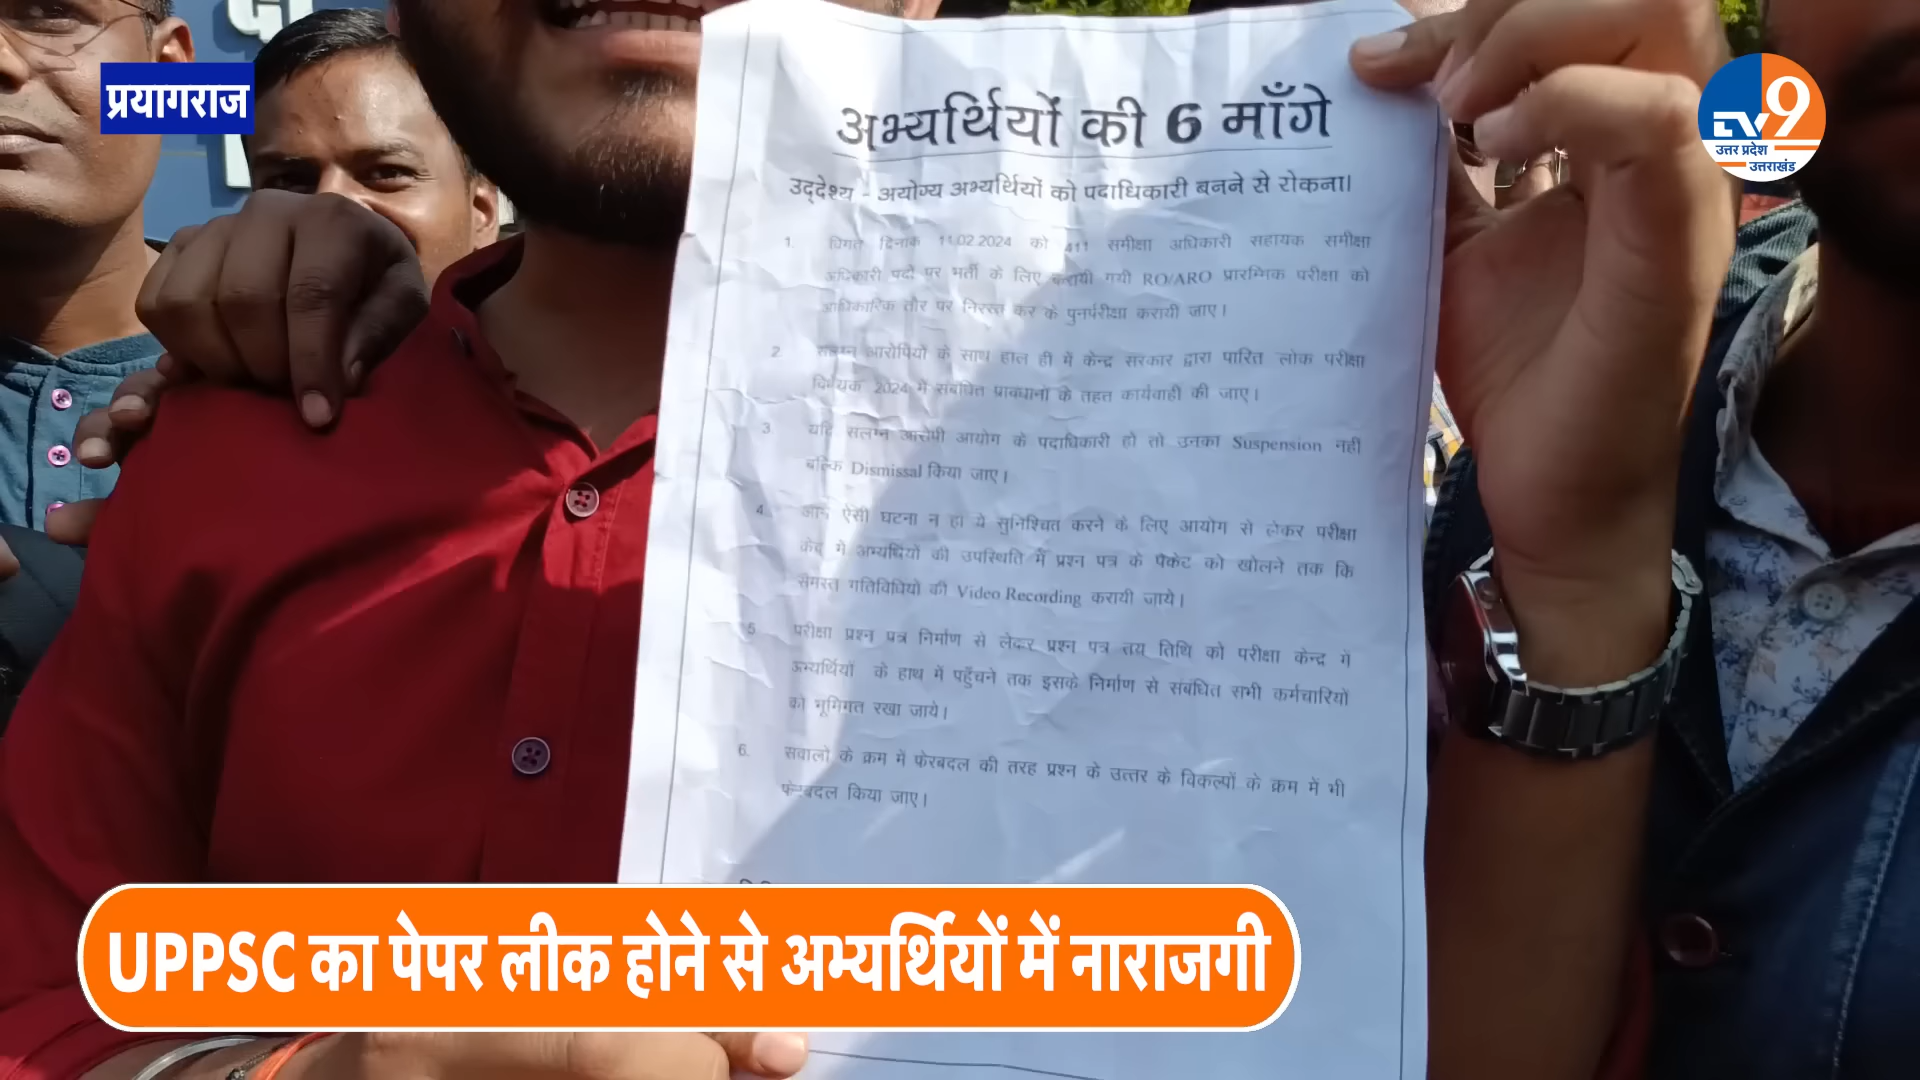 प्रयागराज
TV9
उत्तर प्रदेश
उत्तराखंड
अभ्यर्थियों की 6 माँगे
उद्देश्य - अयोग्य अभ्यर्थियों को पदाधिकारी बनने से रोकना।
1. विगत दिनांक 11.02.2024 को 411 समीक्षा अधिकारी सहायक समीक्षा
अधिकारी पदों पर भर्ती के लिए करायी गयी RO/ARO प्रारम्भिक परीक्षा को
आधिकारिक तौर पर निरस्त कर के पुनर्परीक्षा करायी जाए।
2. संलग्न आरोपियों के साथ हाल ही में केन्द्र सरकार द्वारा पारित लोक परीक्षा
विधेयक 2024 में संबंधित प्रावधानों के तहत कार्यवाही की जाए।
3. यदि संलग्न आरोपी आयोग के पदाधिकारी हो तो उनका Suspension नहीं
बल्कि Dismissal किया जाए।
4. आगे ऐसी घटना न हो ये सुनिश्चित करने के लिए आयोग से लेकर परीक्षा
केंद्र में अभ्यर्थियों की उपस्थिति में प्रश्न पत्र के पैकेट को खोलने तक कि
समस्त गतिविधियों की Video Recording करायी जाये।
5. परीक्षा प्रश्न पत्र निर्माण से लेकर प्रश्न पत्र तय तिथि को परीक्षा केन्द्र में
अभ्यर्थियों के हाथ में पहुँचने तक इसके निर्माण से संबंधित सभी कर्मचारियों
को भूमिगत रखा जाये।
6. सवालों के क्रम में फेरबदल की तरह प्रश्न के उत्तर के विकल्पों के क्रम में भी
फेरबदल किया जाए।
UPPSC का पेपर लीक होने से अभ्यर्थियों में नाराजगी